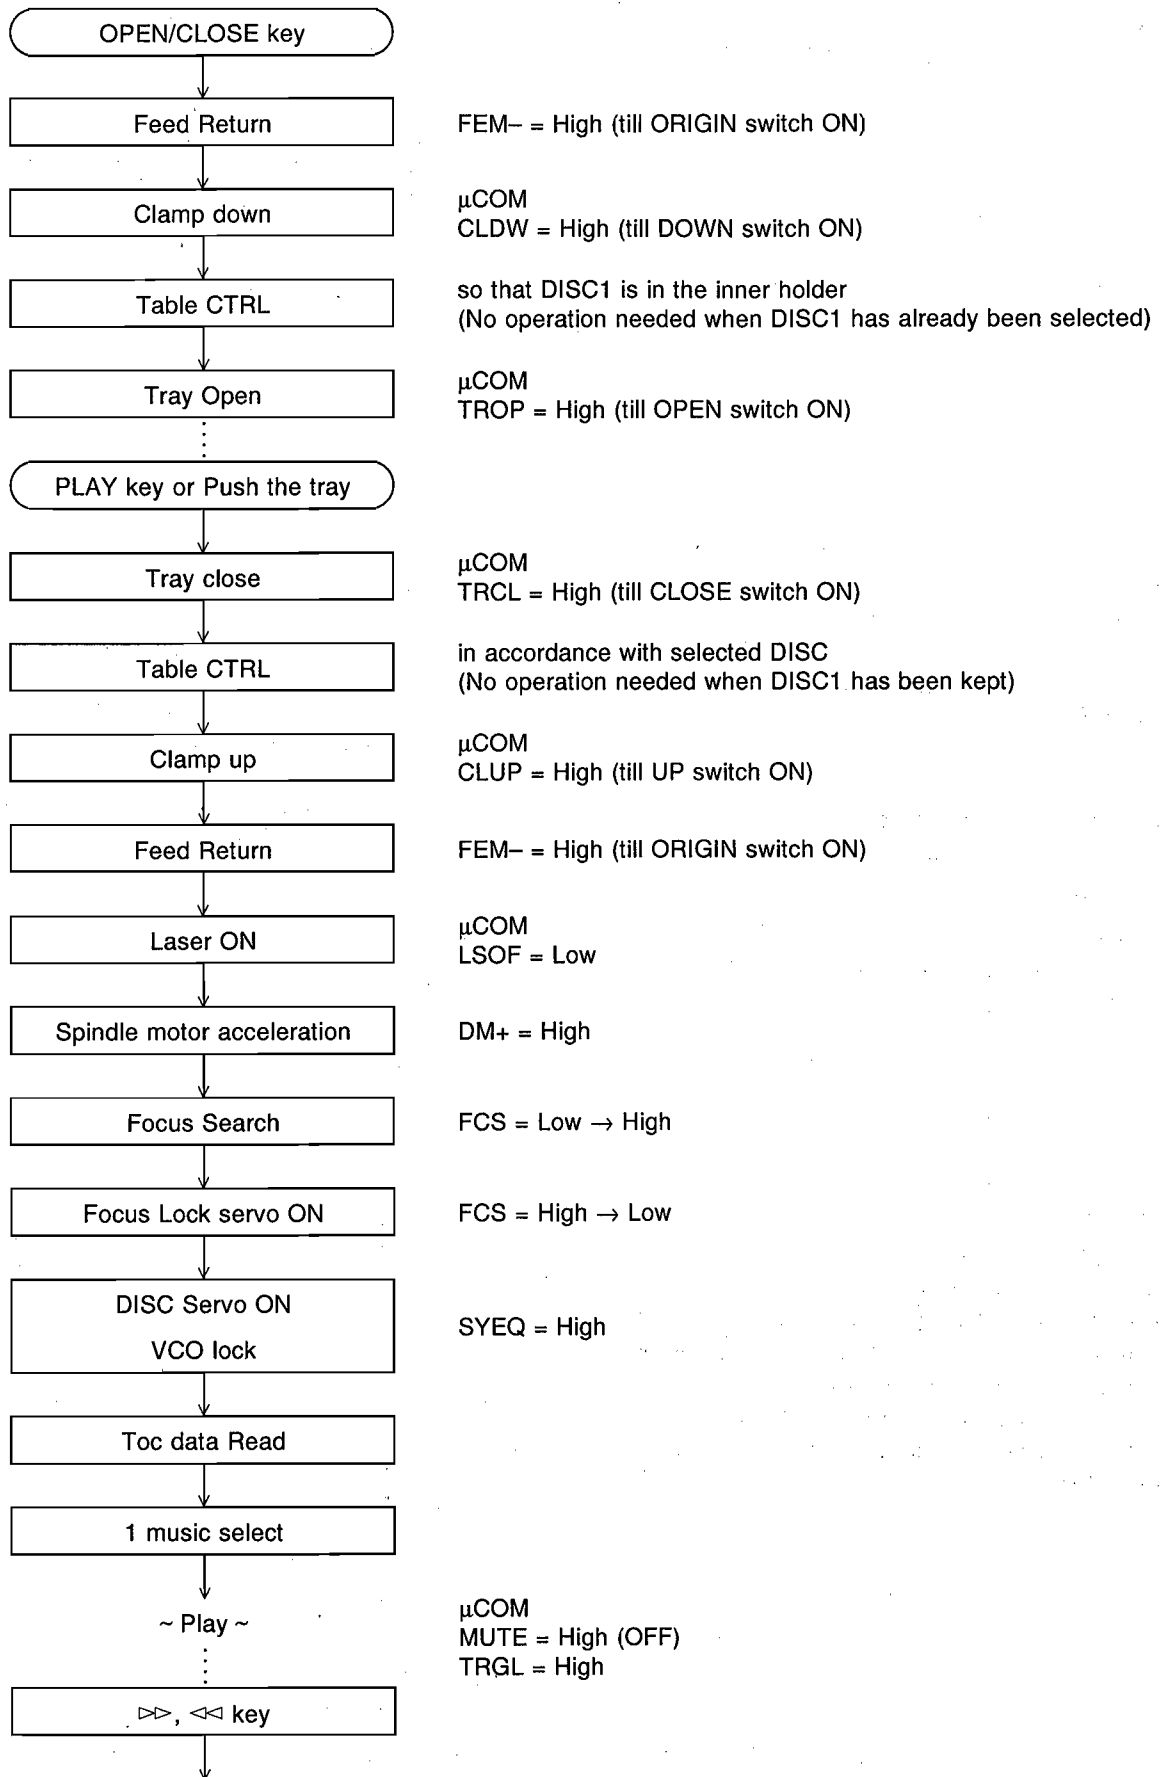 OPEN/CLOSE key
Feed Return
FEM– = High (till ORIGIN switch ON)
Clamp down
μCOM
CLDW = High (till DOWN switch ON)
Table CTRL
so that DISC1 is in the inner holder
(No operation needed when DISC1 has already been selected)
Tray Open
μCOM
TROP = High (till OPEN switch ON)
PLAY key or Push the tray
Tray close
μCOM
TRCL = High (till CLOSE switch ON)
Table CTRL
in accordance with selected DISC
(No operation needed when DISC1 has been kept)
Clamp up
μCOM
CLUP = High (till UP switch ON)
Feed Return
FEM– = High (till ORIGIN switch ON)
Laser ON
μCOM
LSOF = Low
Spindle motor acceleration
DM+ = High
Focus Search
FCS = Low → High
Focus Lock servo ON
FCS = High → Low
DISC Servo ON
VCO lock
SYEQ = High
Toc data Read
1 music select
~ Play ~
μCOM
MUTE = High (OFF)
TRGL = High
▷▷, ◁◁ key